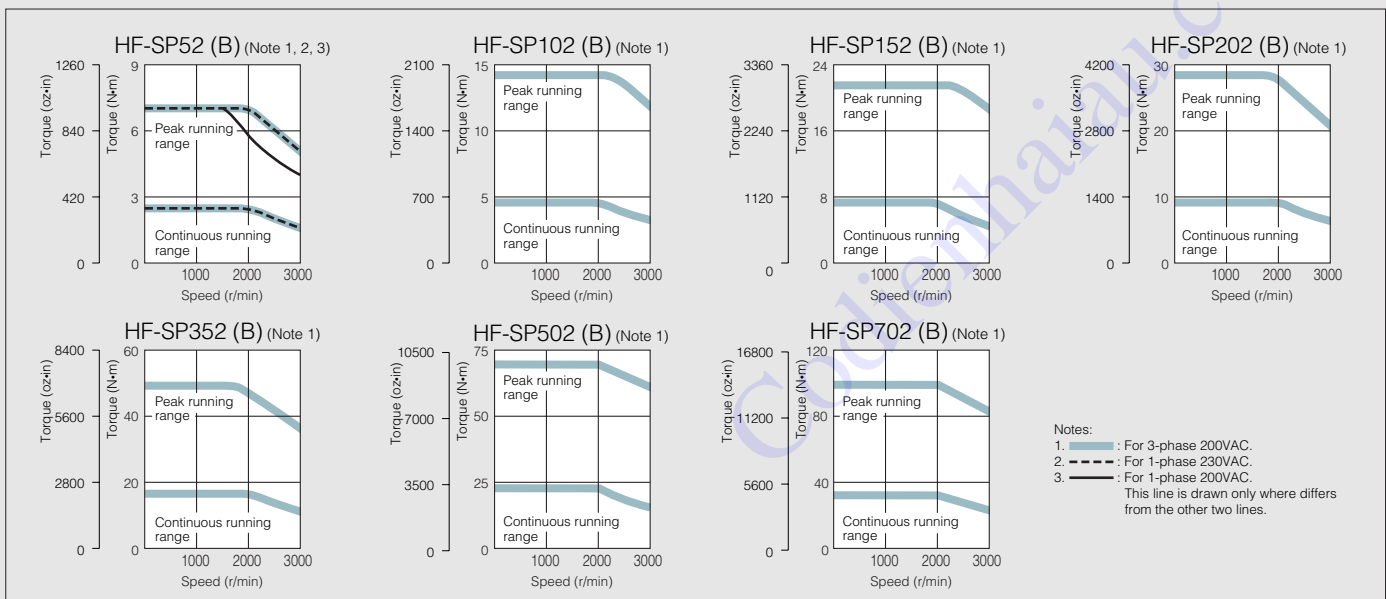 HF-SP52 (B) (Note 1, 2, 3)
Torque (oz•in)
1260
840
420
0
Torque (N•m)
9
6
3
0
Peak running
range
Continuous running
range
1000 2000 3000
Speed (r/min)
HF-SP102 (B) (Note 1)
Torque (oz•in)
2100
1400
700
0
Torque (N•m)
15
10
5
0
Peak running
range
Continuous running
range
1000 2000 3000
Speed (r/min)
HF-SP152 (B) (Note 1)
Torque (oz•in)
3360
2240
1120
0
Torque (N•m)
24
16
8
0
Peak running
range
Continuous running
range
1000 2000 3000
Speed (r/min)
HF-SP202 (B) (Note 1)
Torque (oz•in)
4200
2800
1400
0
Torque (N•m)
30
20
10
0
Peak running
range
Continuous running
range
1000 2000 3000
Speed (r/min)
HF-SP352 (B) (Note 1)
Torque (oz•in)
8400
5600
2800
0
Torque (N•m)
60
40
20
0
Peak running
range
Continuous running
range
1000 2000 3000
Speed (r/min)
HF-SP502 (B) (Note 1)
Torque (oz•in)
10500
7000
3500
0
Torque (N•m)
75
50
25
0
Peak running
range
Continuous running
range
1000 2000 3000
Speed (r/min)
HF-SP702 (B) (Note 1)
Torque (oz•in)
16800
11200
5600
0
Torque (N•m)
120
80
40
0
Peak running
range
Continuous running
range
1000 2000 3000
Speed (r/min)
Notes:
1. : For 3-phase 200VAC.
2. : For 1-phase 230VAC.
3. : For 1-phase 200VAC.
This line is drawn only where differs
from the other two lines.
Codienhaiau.c